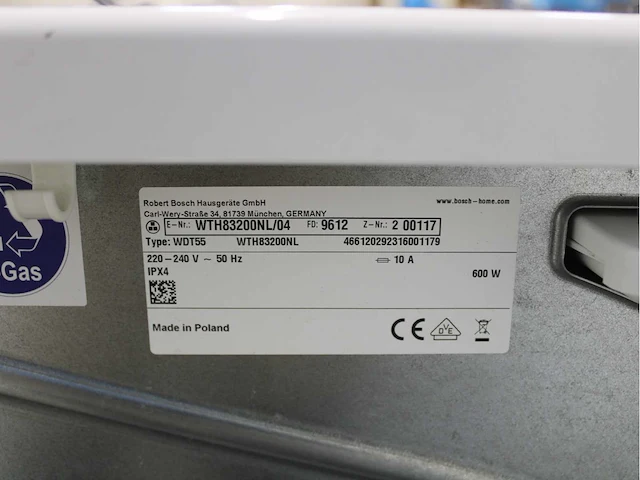 Robert Bosch Hausgeräte GmbH
www.bosch-home.com
Carl-Wery-Straße 34, 81739 München, GERMANY
E-Nr.: WTH83200NL/04 FD: 9612 Z-Nr.: 2 00117
Type: WDT55 WTH83200NL 466120292316001179
220-240 V ~ 50 Hz 10 A
IPX4 600 W
Made in Poland
CE VDE
-Gas